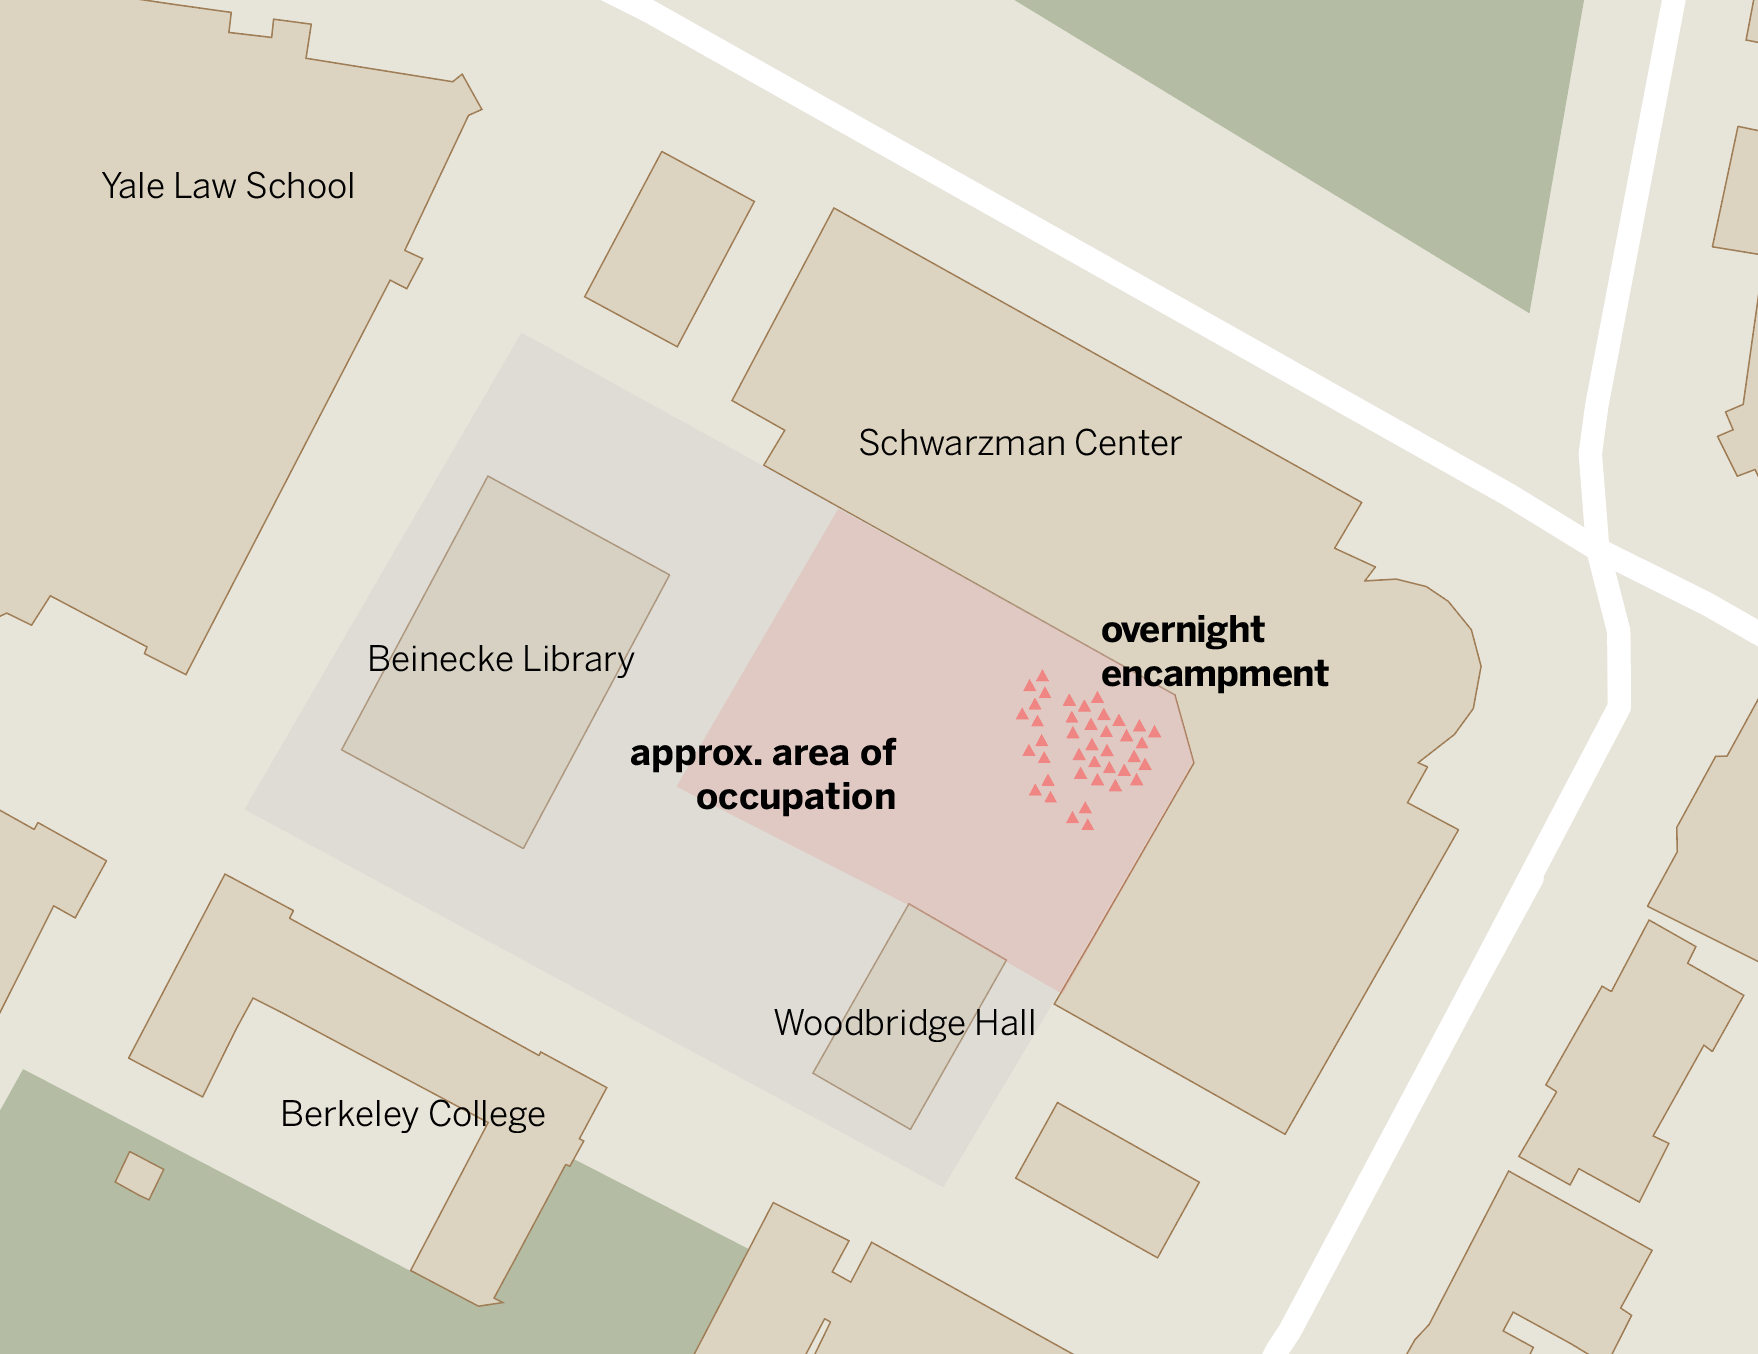 Yale Law School
Schwarzman Center
overnight
encampment
Beinecke Library
approx. area of
occupation
Woodbridge Hall
Berkeley College